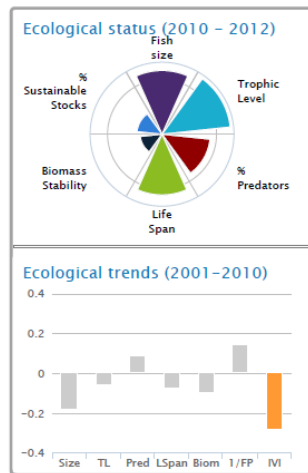 Ecological status (2010 - 2012)
Fish
size
%
Sustainable
Stocks
Trophic
Level
Biomass
Stability
%
Predators
Life
Span
Ecological trends (2001-2010)
0.4
0.2
0
-0.2
-0.4
Size TL Pred LSpan Biom 1/FP IVI